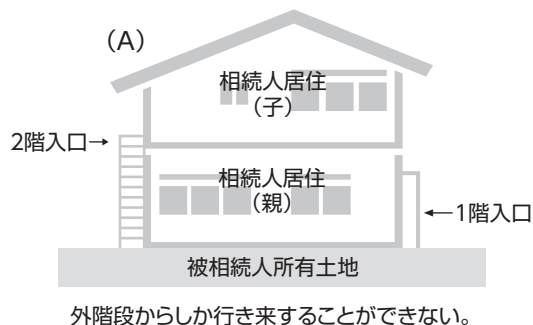 (A)
相続人居住
(子)
2階入口→
相続人居住
(親)
←1階入口
被相続人所有土地
外階段からしか行き来することができない。